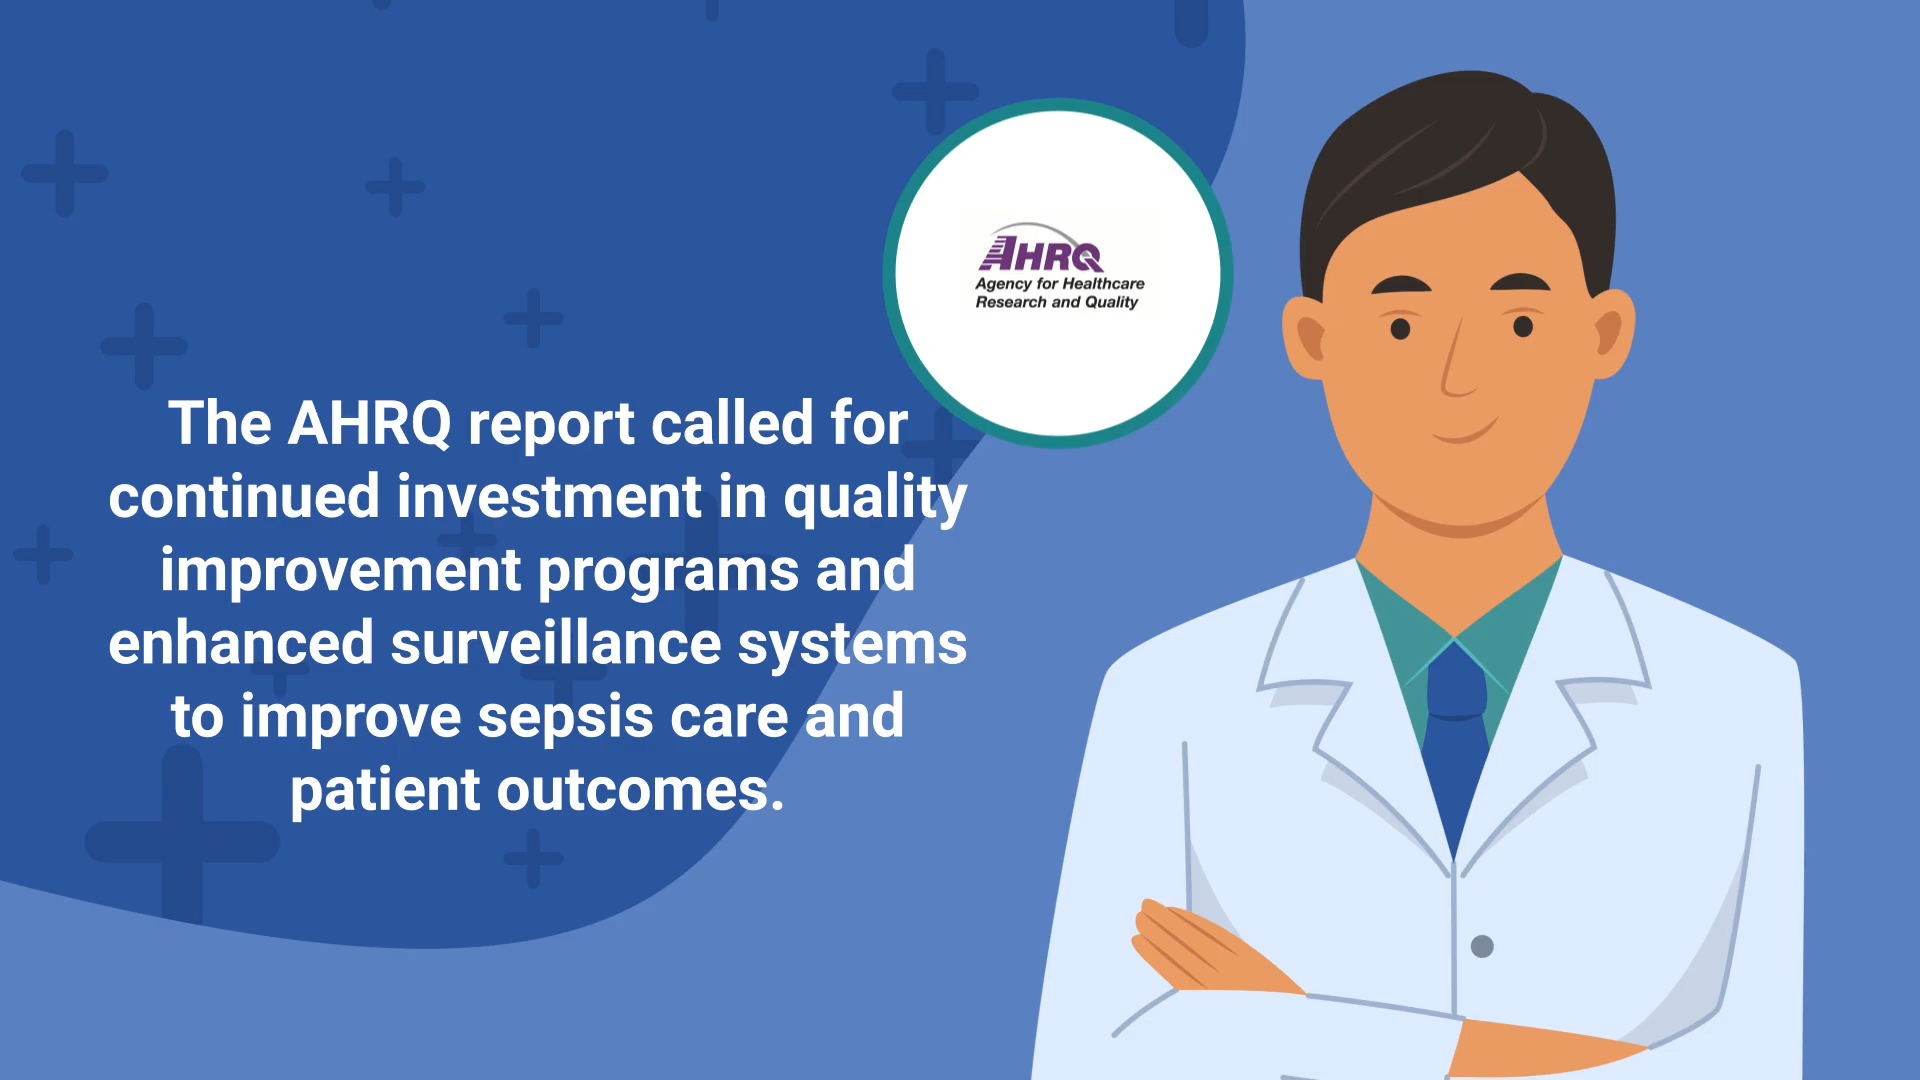 AHRQ
Agency for Healthcare
Research and Quality
The AHRQ report called for
continued investment in quality
improvement programs and
enhanced surveillance systems
to improve sepsis care and
patient outcomes.